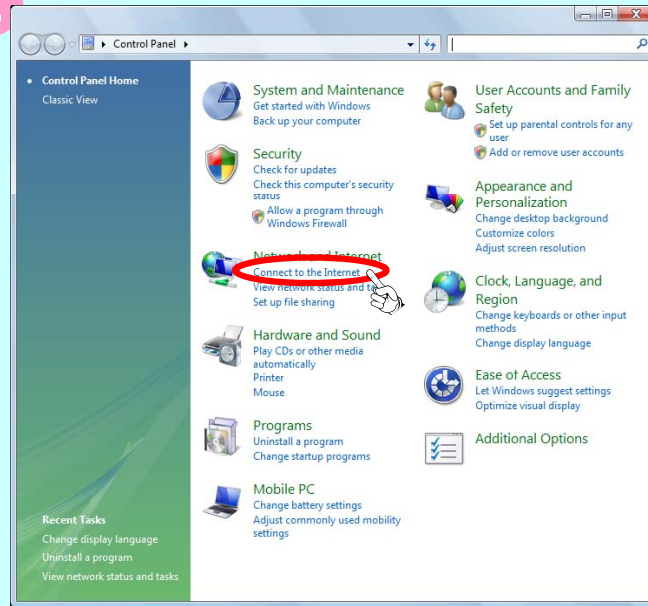 Control Panel
Control Panel Home
Classic View
System and Maintenance
Get started with Windows
Back up your computer
Security
Check for updates
Check this computer's security
status
Allow a program through
Windows Firewall
Network and Internet
Connect to the Internet
View network status and ta
Set up file sharing
Hardware and Sound
Play CDs or other media
automatically
Printer
Mouse
Programs
Uninstall a program
Change startup programs
Mobile PC
Change battery settings
Adjust commonly used mobility
settings
User Accounts and Family
Safety
Set up parental controls for any
user
Add or remove user accounts
Appearance and
Personalization
Change desktop background
Customize colors
Adjust screen resolution
Clock, Language, and
Region
Change keyboards or other input
methods
Change display language
Ease of Access
Let Windows suggest settings
Optimize visual display
Additional Options
Recent Tasks
Change display language
Uninstall a program
View network status and tasks